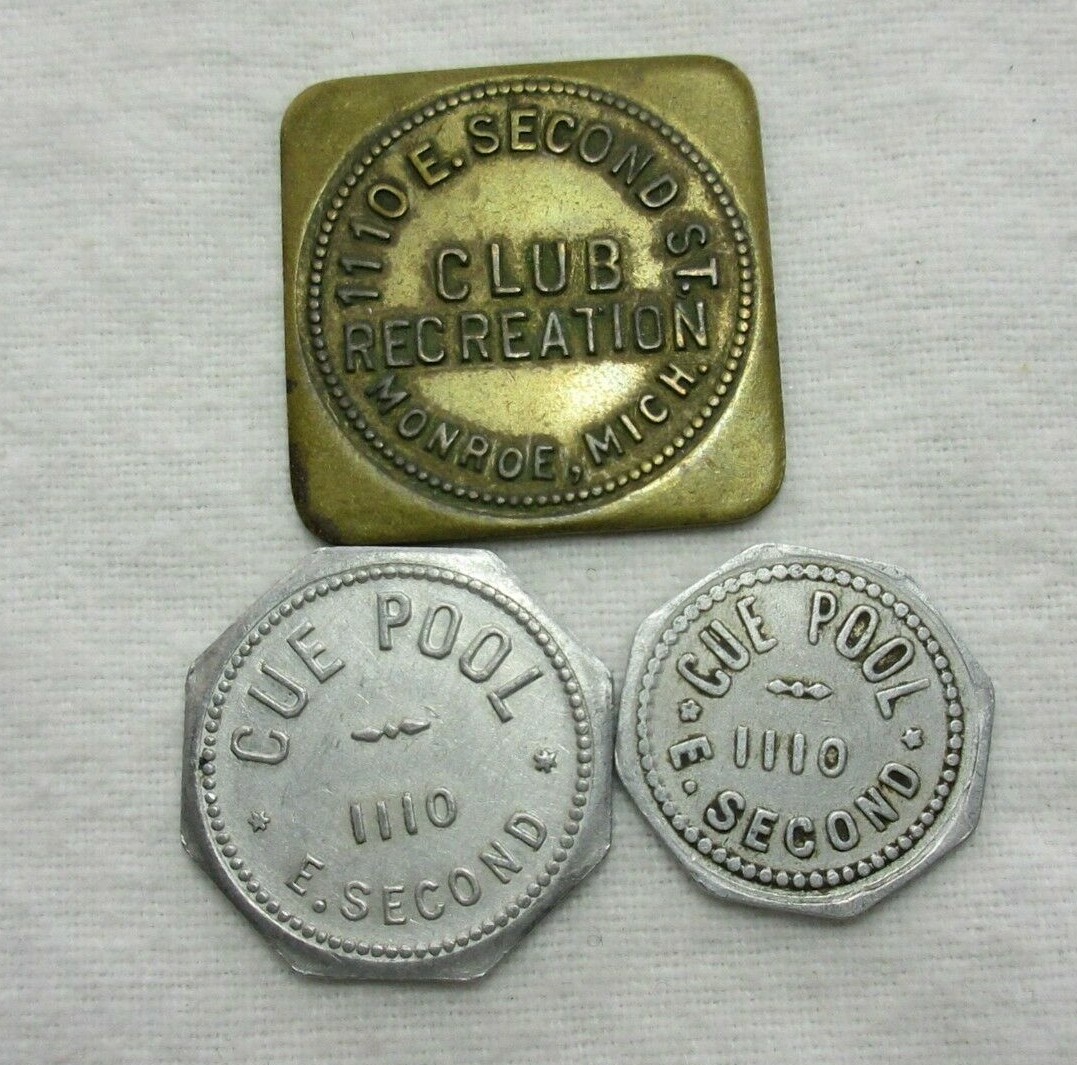 1110 E. SECOND ST.
CLUB
RECREATION
MONROE, MICH.
CUE POOL
1110
E. SECOND
CUE POOL
1110
E. SECOND